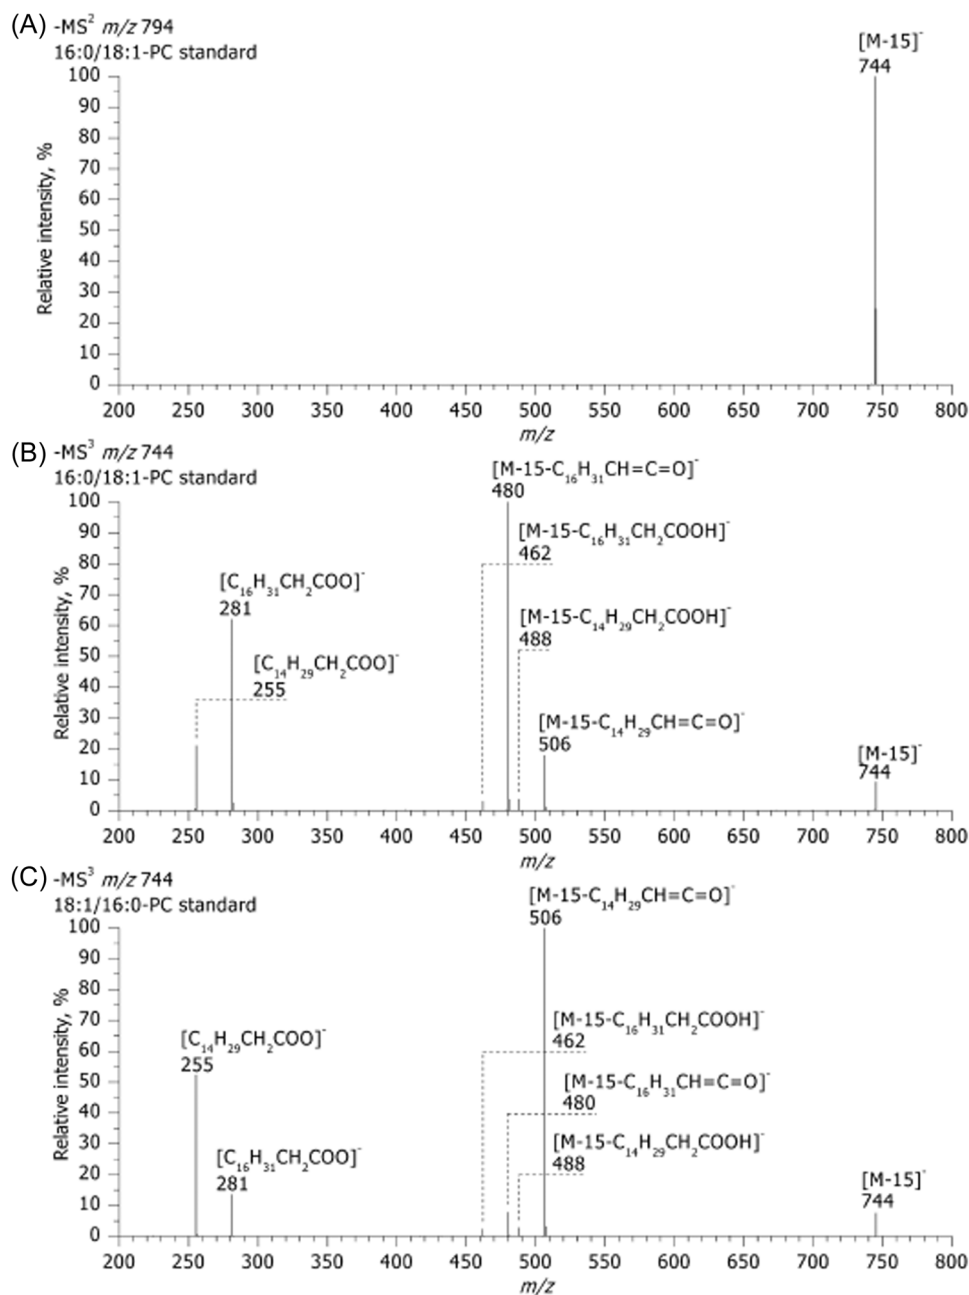 (A) -MS² m/z 794
16:0/18:1-PC standard
[M-15]⁻
744
Relative intensity, %
100
90
80
70
60
50
40
30
20
10
0
200 250 300 350 400 450 500 550 600 650 700 750 800
m/z
(B) -MS³ m/z 744
16:0/18:1-PC standard
[M-15-C₁₆H₃₁CH=C=O]⁻
480
[M-15-C₁₆H₃₁CH₂COOH]⁻
462
[C₁₆H₃₁CH₂COO]⁻
281
[M-15-C₁₄H₂₉CH₂COOH]⁻
488
[C₁₄H₂₉CH₂COO]⁻
255
[M-15-C₁₄H₂₉CH=C=O]⁻
506
[M-15]⁻
744
Relative intensity, %
100
90
80
70
60
50
40
30
20
10
0
200 250 300 350 400 450 500 550 600 650 700 750 800
m/z
(C) -MS³ m/z 744
18:1/16:0-PC standard
[M-15-C₁₄H₂₉CH=C=O]⁻
506
[M-15-C₁₆H₃₁CH₂COOH]⁻
462
[C₁₄H₂₉CH₂COO]⁻
255
[M-15-C₁₆H₃₁CH=C=O]⁻
480
[M-15-C₁₄H₂₉CH₂COOH]⁻
488
[C₁₆H₃₁CH₂COO]⁻
281
[M-15]⁻
744
Relative intensity, %
100
90
80
70
60
50
40
30
20
10
0
200 250 300 350 400 450 500 550 600 650 700 750 800
m/z